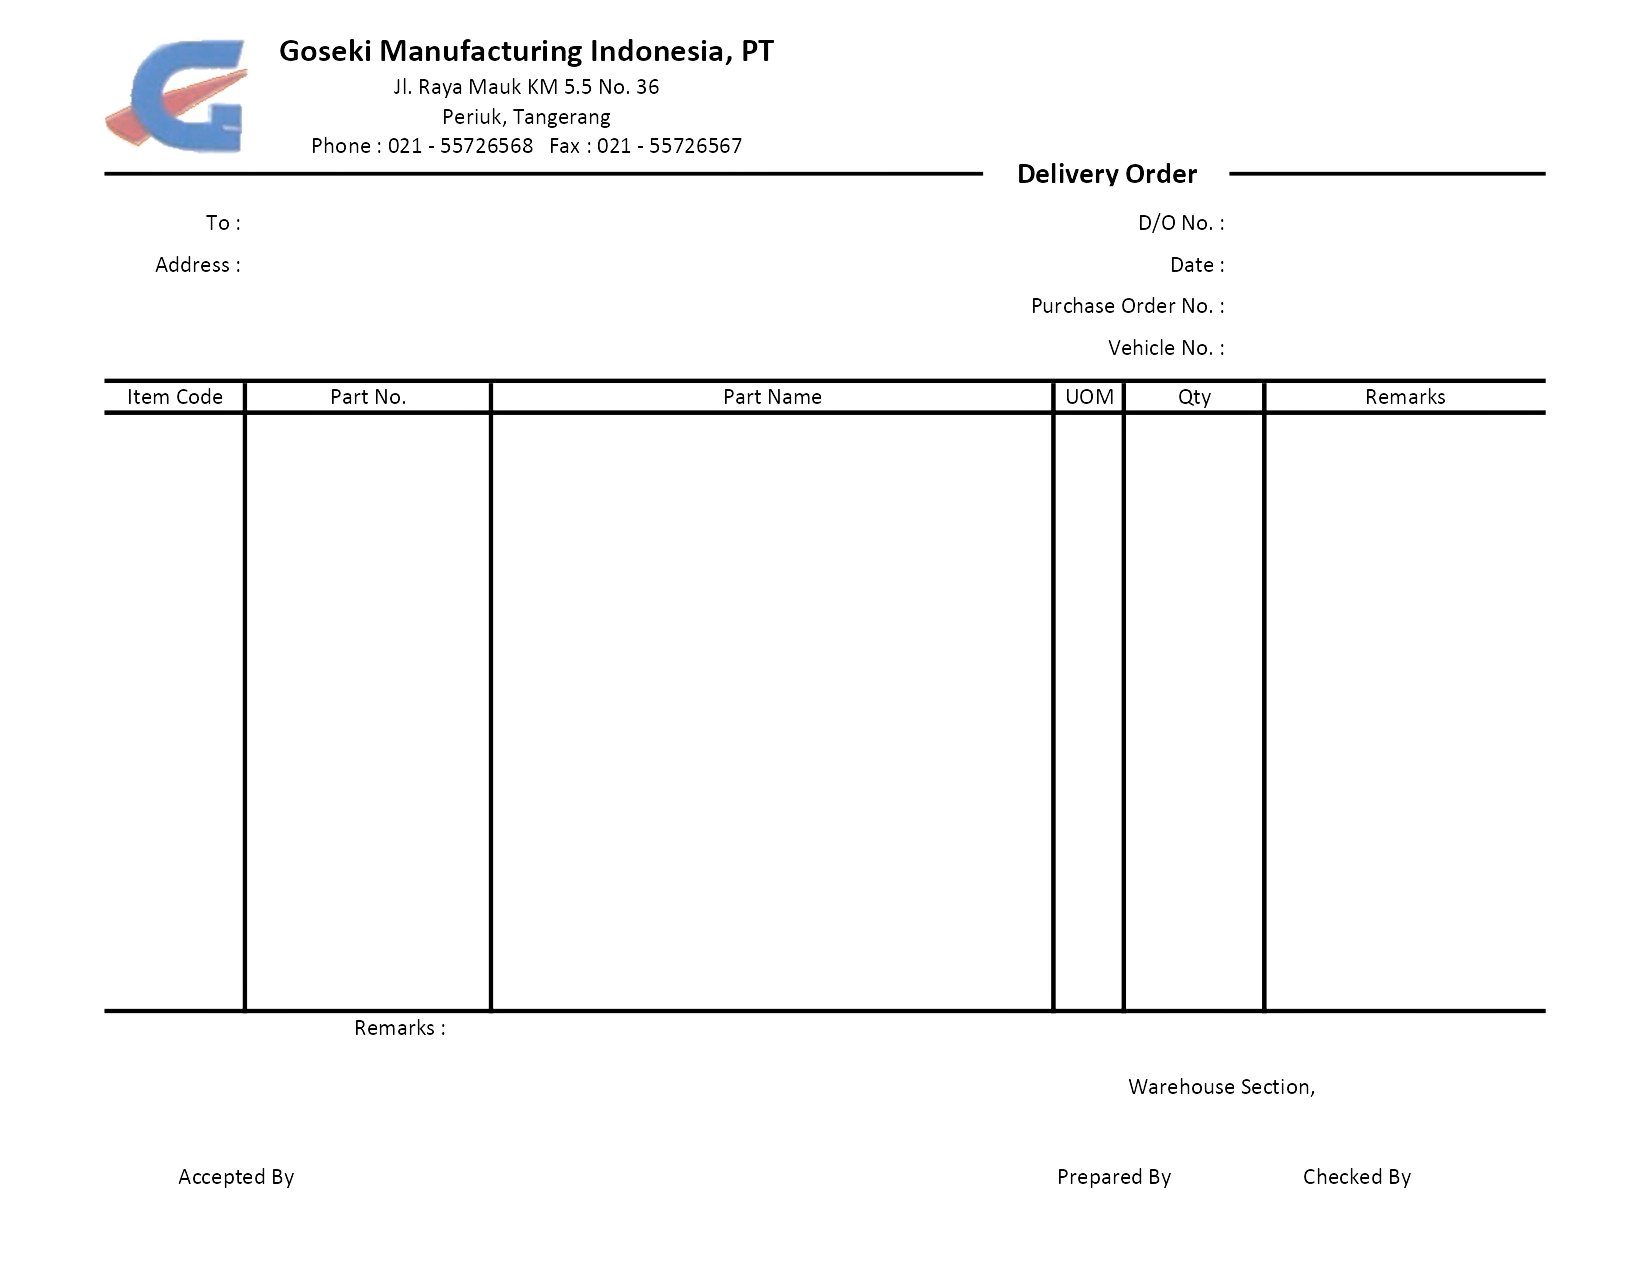 Goseki Manufacturing Indonesia, PT
Jl. Raya Mauk KM 5.5 No. 36
Periuk, Tangerang
Phone : 021 - 55726568   Fax : 021 - 55726567
Delivery Order
To :
D/O No. :
Address :
Date :
Purchase Order No. :
Vehicle No. :
Item Code Part No. Part Name UOM Qty Remarks
Remarks :
Warehouse Section,
Accepted By Prepared By Checked By